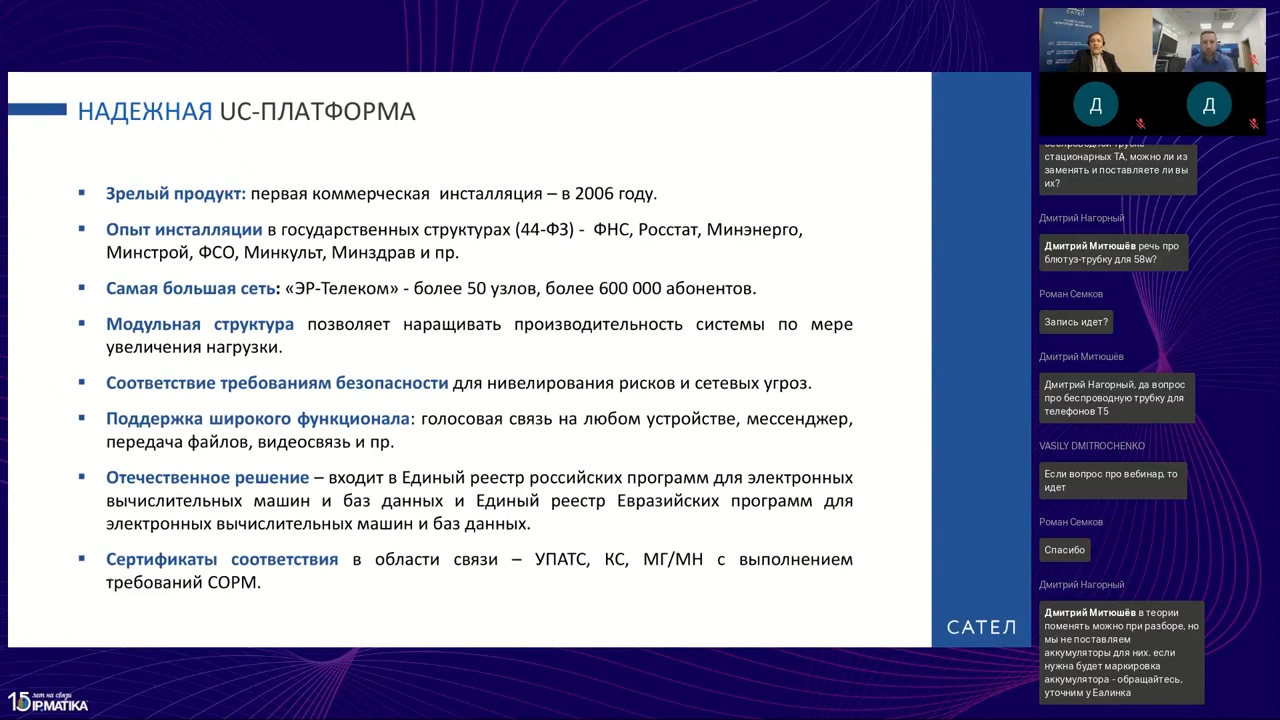 НАДЕЖНАЯ UC-ПЛАТФОРМА
Зрелый продукт: первая коммерческая инсталляция – в 2006 году.
Опыт инсталляции в государственных структурах (44-ФЗ) - ФНС, Росстат, Минэнерго,
Минстрой, ФСО, Минкульт, Минздрав и пр.
Самая большая сеть: «ЭР-Телеком» - более 50 узлов, более 600 000 абонентов.
Модульная структура позволяет наращивать производительность системы по мере
увеличения нагрузки.
Соответствие требованиям безопасности для нивелирования рисков и сетевых угроз.
Поддержка широкого функционала: голосовая связь на любом устройстве, мессенджер,
передача файлов, видеосвязь и пр.
Отечественное решение – входит в Единый реестр российских программ для электронных
вычислительных машин и баз данных и Единый реестр Евразийских программ для
электронных вычислительных машин и баз данных.
Сертификаты соответствия в области связи – УПАТС, КС, МГ/МН с выполнением
требований СОРМ.
САТЕЛ
15 лет на связи
IPMATIKA
САТЕЛ
Д
Д
стационарных ТА, можно ли из
заменять и поставляете ли вы
их?
Дмитрий Нагорный
Дмитрий Митюшёв речь про
блютуз-трубку для 58w?
Роман Семков
Запись идет?
Дмитрий Митюшёв
Дмитрий Нагорный, да вопрос
про беспроводную трубку для
телефонов T5
VASILY DMITROCHENKO
Если вопрос про вебинар, то
идет
Роман Семков
Спасибо
Дмитрий Нагорный
Дмитрий Митюшёв в теории
поменять можно при разборе, но
мы не поставляем
аккумуляторы для них. если
нужна будет маркировка
аккумулятора - обращайтесь,
уточним у Еалинка